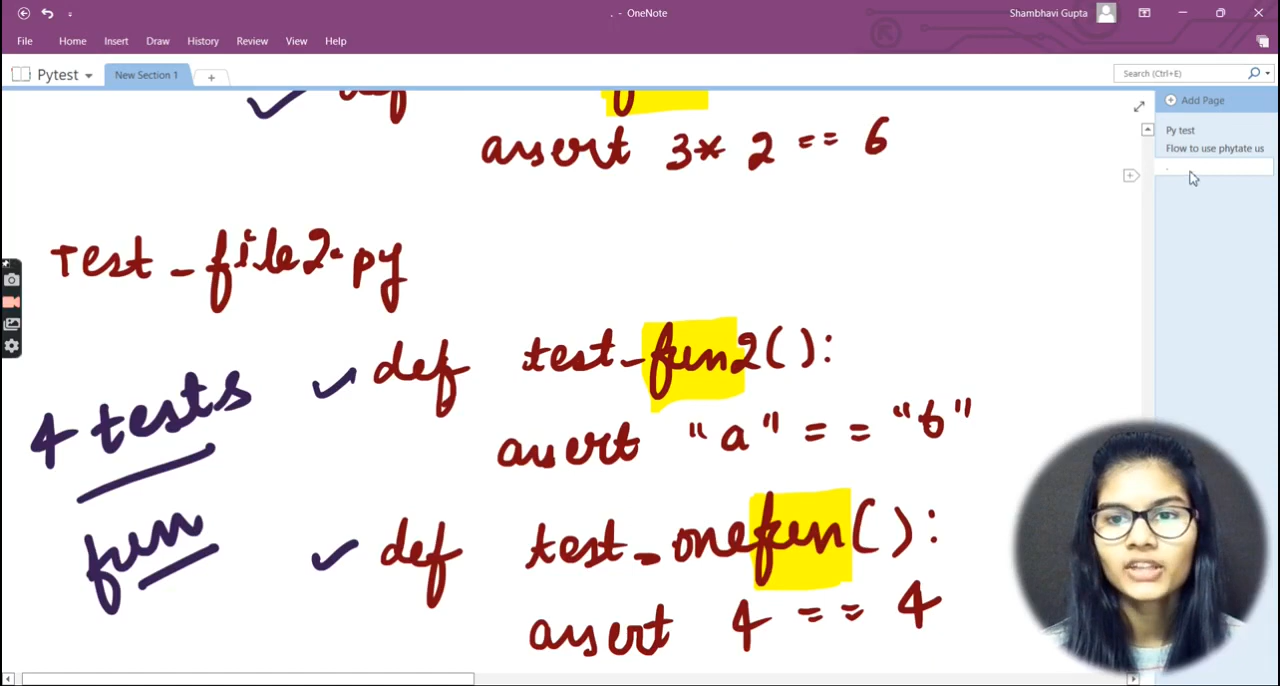 . - OneNote
Shambhavi Gupta
File Home Insert Draw History Review View Help
Pytest
New Section 1
Search (Ctrl+E)
Add Page
Py test
Flow to use phytate us
.
def
assert 3* 2 == 6
Test_file2.py
def test_fun2():
assert "a" == "b"
4 tests
fun
def test_onefun():
assert 4 == 4